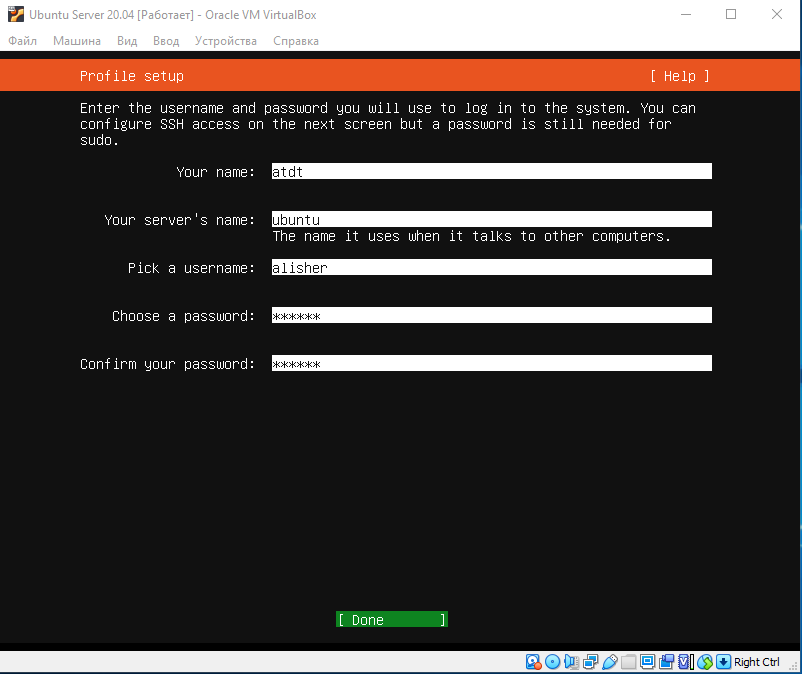 Ubuntu Server 20.04 [Работает] - Oracle VM VirtualBox
Файл Машина Вид Ввод Устройства Справка
Profile setup [ Help ]
Enter the username and password you will use to log in to the system. You can
configure SSH access on the next screen but a password is still needed for
sudo.
Your name: atdt
Your server's name: ubuntu
The name it uses when it talks to other computers.
Pick a username: alisher
Choose a password: ******
Confirm your password: ******
[ Done ]
Right Ctrl